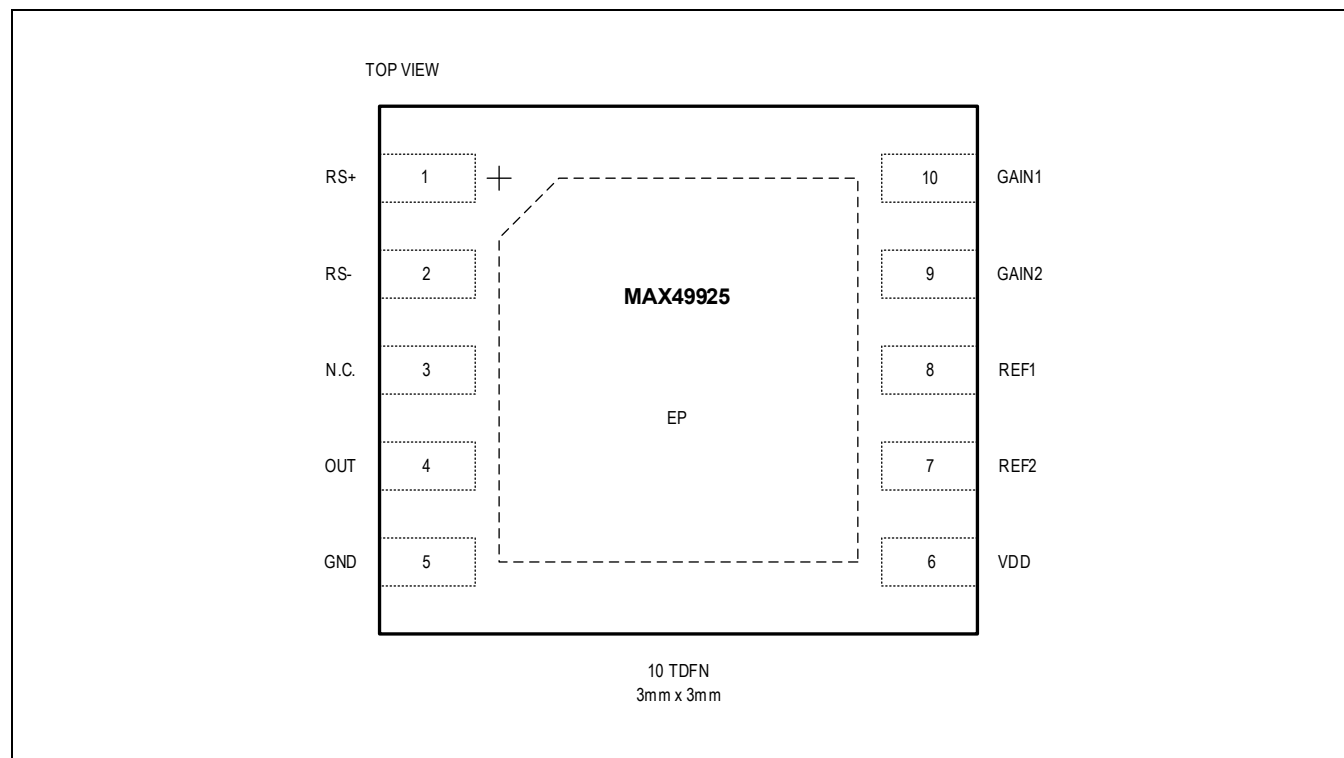 TOP VIEW
RS+ 1 10 GAIN1
RS- 2 9 GAIN2
MAX49925
N.C. 3 8 REF1
EP
OUT 4 7 REF2
GND 5 6 VDD
10 TDFN
3mm x 3mm